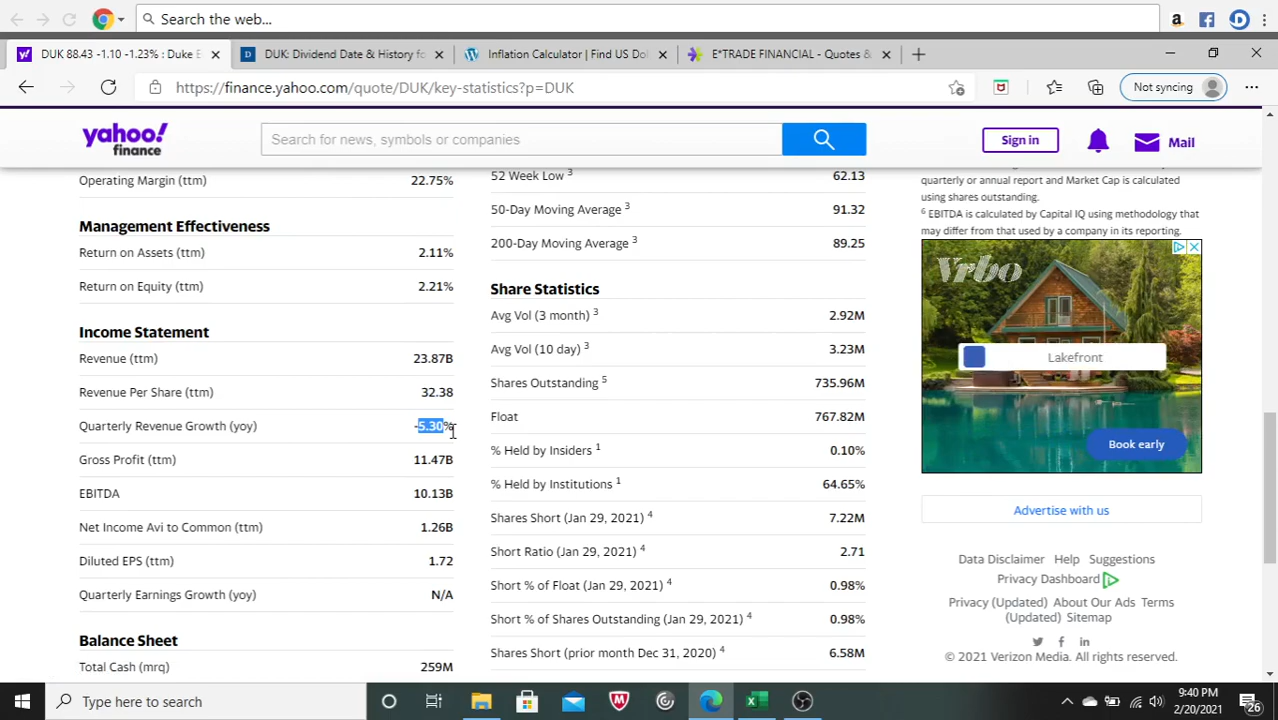 Search the web...
DUK 88.43 -1.10 -1.23% : Duke E
DUK: Dividend Date & History for
Inflation Calculator | Find US Dol
E*TRADE FINANCIAL - Quotes &
https://finance.yahoo.com/quote/DUK/key-statistics?p=DUK
Not syncing
yahoo!
finance
Search for news, symbols or companies
Sign in
Mail
Operating Margin (ttm) 22.75%
Management Effectiveness
Return on Assets (ttm) 2.11%
Return on Equity (ttm) 2.21%
Income Statement
Revenue (ttm) 23.87B
Revenue Per Share (ttm) 32.38
Quarterly Revenue Growth (yoy) -5.30%
Gross Profit (ttm) 11.47B
EBITDA 10.13B
Net Income Avi to Common (ttm) 1.26B
Diluted EPS (ttm) 1.72
Quarterly Earnings Growth (yoy) N/A
Balance Sheet
Total Cash (mrq) 259M
52 Week Low 3 62.13
50-Day Moving Average 3 91.32
200-Day Moving Average 3 89.25
Share Statistics
Avg Vol (3 month) 3 2.92M
Avg Vol (10 day) 3 3.23M
Shares Outstanding 5 735.96M
Float 767.82M
% Held by Insiders 1 0.10%
% Held by Institutions 1 64.65%
Shares Short (Jan 29, 2021) 4 7.22M
Short Ratio (Jan 29, 2021) 4 2.71
Short % of Float (Jan 29, 2021) 4 0.98%
Short % of Shares Outstanding (Jan 29, 2021) 4 0.98%
Shares Short (prior month Dec 31, 2020) 4 6.58M
quarterly or annual report and Market Cap is calculated
using shares outstanding.
6 EBITDA is calculated by Capital IQ using methodology that
may differ from that used by a company in its reporting.
Vrbo
Lakefront
Book early
Advertise with us
Data Disclaimer Help Suggestions
Privacy Dashboard
Privacy (Updated) About Our Ads Terms
(Updated) Sitemap
© 2021 Verizon Media. All rights reserved.
Type here to search
9:40 PM
2/20/2021
26